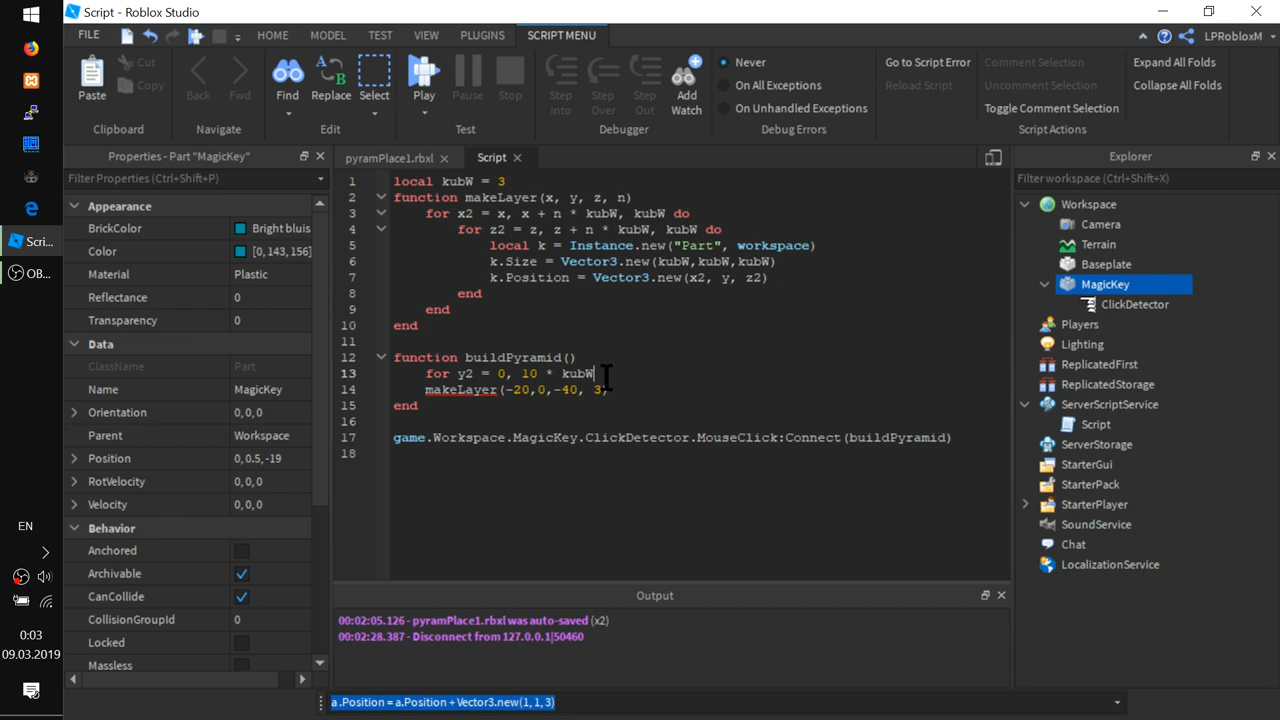 Script - Roblox Studio
FILE HOME MODEL TEST VIEW PLUGINS SCRIPT MENU LPRobloxM
Paste Cut Copy Back Fwd Find Replace Select Play Pause Stop Step Into Step Over Step Out Add Watch
Never
On All Exceptions
On Unhandled Exceptions
Go to Script Error
Reload Script
Comment Selection
Uncomment Selection
Toggle Comment Selection
Expand All Folds
Collapse All Folds
Clipboard Navigate Edit Test Debugger Debug Errors Script Actions
Properties - Part "MagicKey"
Filter Properties (Ctrl+Shift+P)
Appearance
BrickColor Bright bluis
Color [0, 143, 156]
Material Plastic
Reflectance 0
Transparency 0
Data
ClassName Part
Name MagicKey
Orientation 0, 0, 0
Parent Workspace
Position 0, 0.5, -19
RotVelocity 0, 0, 0
Velocity 0, 0, 0
Behavior
Anchored
Archivable
CanCollide
CollisionGroupId 0
Locked
Massless
pyramPlace1.rbxl Script
1 local kubW = 3
2 function makeLayer(x, y, z, n)
3 for x2 = x, x + n * kubW, kubW do
4 for z2 = z, z + n * kubW, kubW do
5 local k = Instance.new("Part", workspace)
6 k.Size = Vector3.new(kubW,kubW,kubW)
7 k.Position = Vector3.new(x2, y, z2)
8 end
9 end
10 end
11
12 function buildPyramid()
13 for y2 = 0, 10 * kubW
14 makeLayer(-20,0,-40, 3)
15 end
16
17 game.Workspace.MagicKey.ClickDetector.MouseClick:Connect(buildPyramid)
18
Output
00:02:05.126 - pyramPlace1.rbxl was auto-saved (x2)
00:02:28.387 - Disconnect from 127.0.0.1|50460
a.Position = a.Position + Vector3.new(1, 1, 3)
Explorer
Filter workspace (Ctrl+Shift+X)
Workspace
Camera
Terrain
Baseplate
MagicKey
ClickDetector
Players
Lighting
ReplicatedFirst
ReplicatedStorage
ServerScriptService
Script
ServerStorage
StarterGui
StarterPack
StarterPlayer
SoundService
Chat
LocalizationService
Scri...
OB...
EN
0:03
09.03.2019